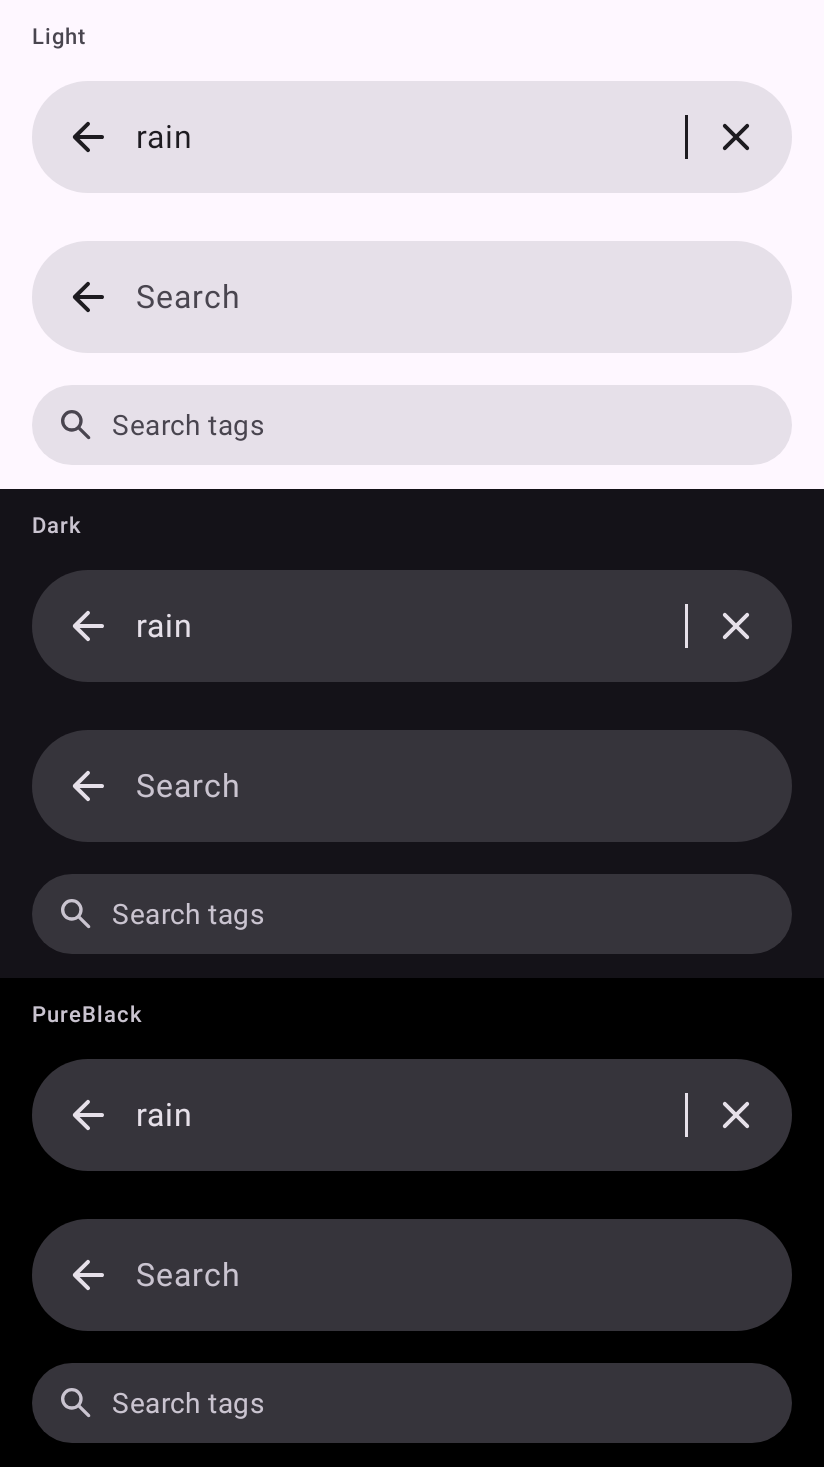 Light
rain
Search
Search tags
Dark
rain
Search
Search tags
PureBlack
rain
Search
Search tags